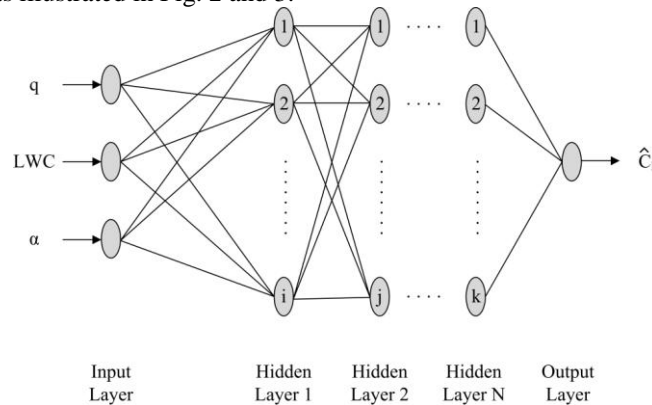 s illustrated in Fig. 2 and 3.
1 1 .... 1
q
2 2 .... 2
LWC Ĉ
α
i j .... k
Input Hidden Hidden Hidden Output
Layer Layer 1 Layer 2 Layer N Layer